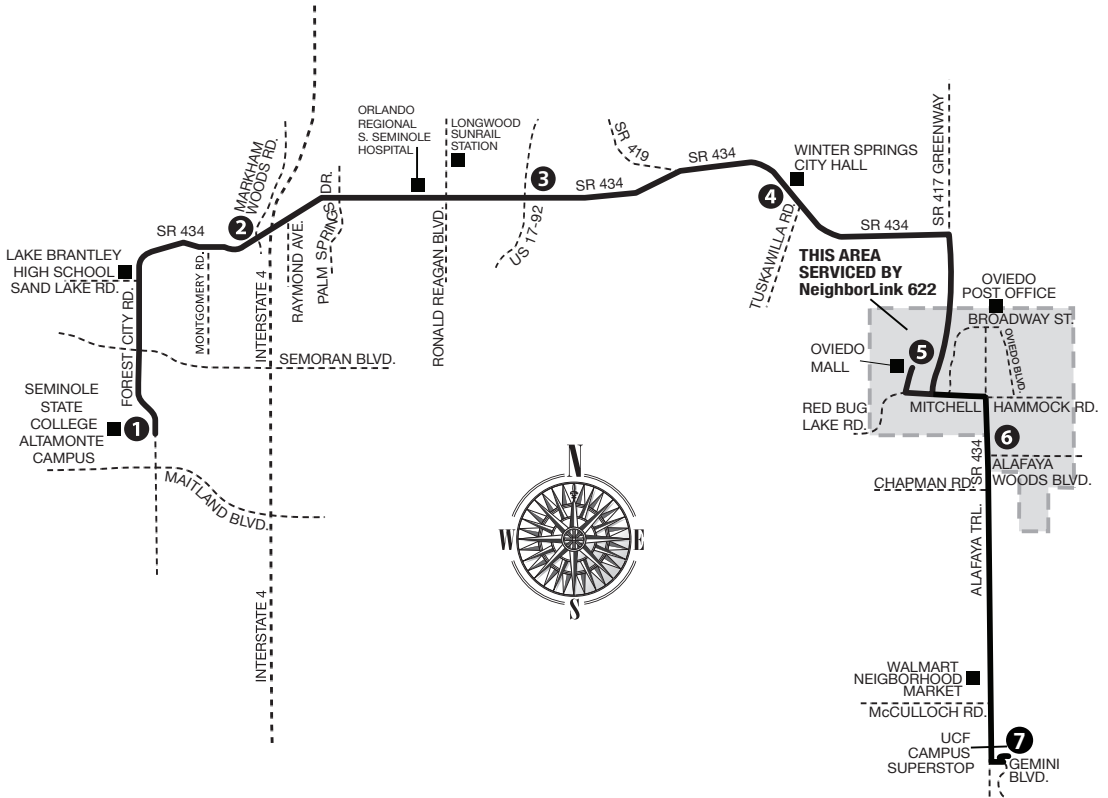 ORLANDO
REGIONAL
S. SEMINOLE
HOSPITAL
LONGWOOD
SUNRAIL
STATION
MARKHAM
WOODS RD.
SR 419
SR 434
WINTER SPRINGS
CITY HALL
SR 417 GREENWAY
3
SR 434
4
2
SR 434
SR 434
LAKE BRANTLEY
HIGH SCHOOL
SAND LAKE RD.
FOREST CITY RD.
MONTGOMERY RD.
INTERSTATE 4
RAYMOND AVE.
PALM SPRINGS DR.
RONALD REAGAN BLVD.
US 17-92
TUSKAWILLA RD.
THIS AREA
SERVICED BY
NeighborLink 622
OVIEDO
POST OFFICE
BROADWAY ST.
OVIEDO BLVD.
5
OVIEDO
MALL
SEMORAN BLVD.
SEMINOLE
STATE
COLLEGE
ALTAMONTE
CAMPUS
1
RED BUG
LAKE RD.
MITCHELL HAMMOCK RD.
6
SR 434
ALAFAYA
WOODS BLVD.
CHAPMAN RD.
MAITLAND BLVD.
N
W
E
S
ALAFAYA TRL.
INTERSTATE 4
WALMART
NEIGBORHOOD
MARKET
McCULLOCH RD.
UCF
CAMPUS
SUPERSTOP
7
GEMINI
BLVD.